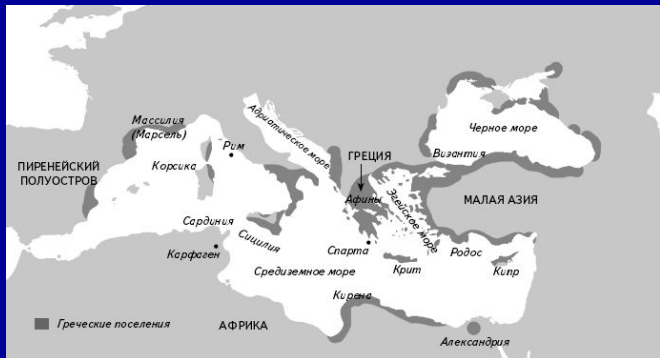 Массилия
(Марсель)
Адриатическое море
Черное море
Рим
ГРЕЦИЯ
Византия
ПИРЕНЕЙСКИЙ
ПОЛУОСТРОВ
Корсика
Афины
Эгейское море
МАЛАЯ АЗИЯ
Сардиния
Сицилия
Карфаген
Спарта
Родос
Средиземное море
Крит
Кипр
Кирена
Греческие поселения
АФРИКА
Александрия